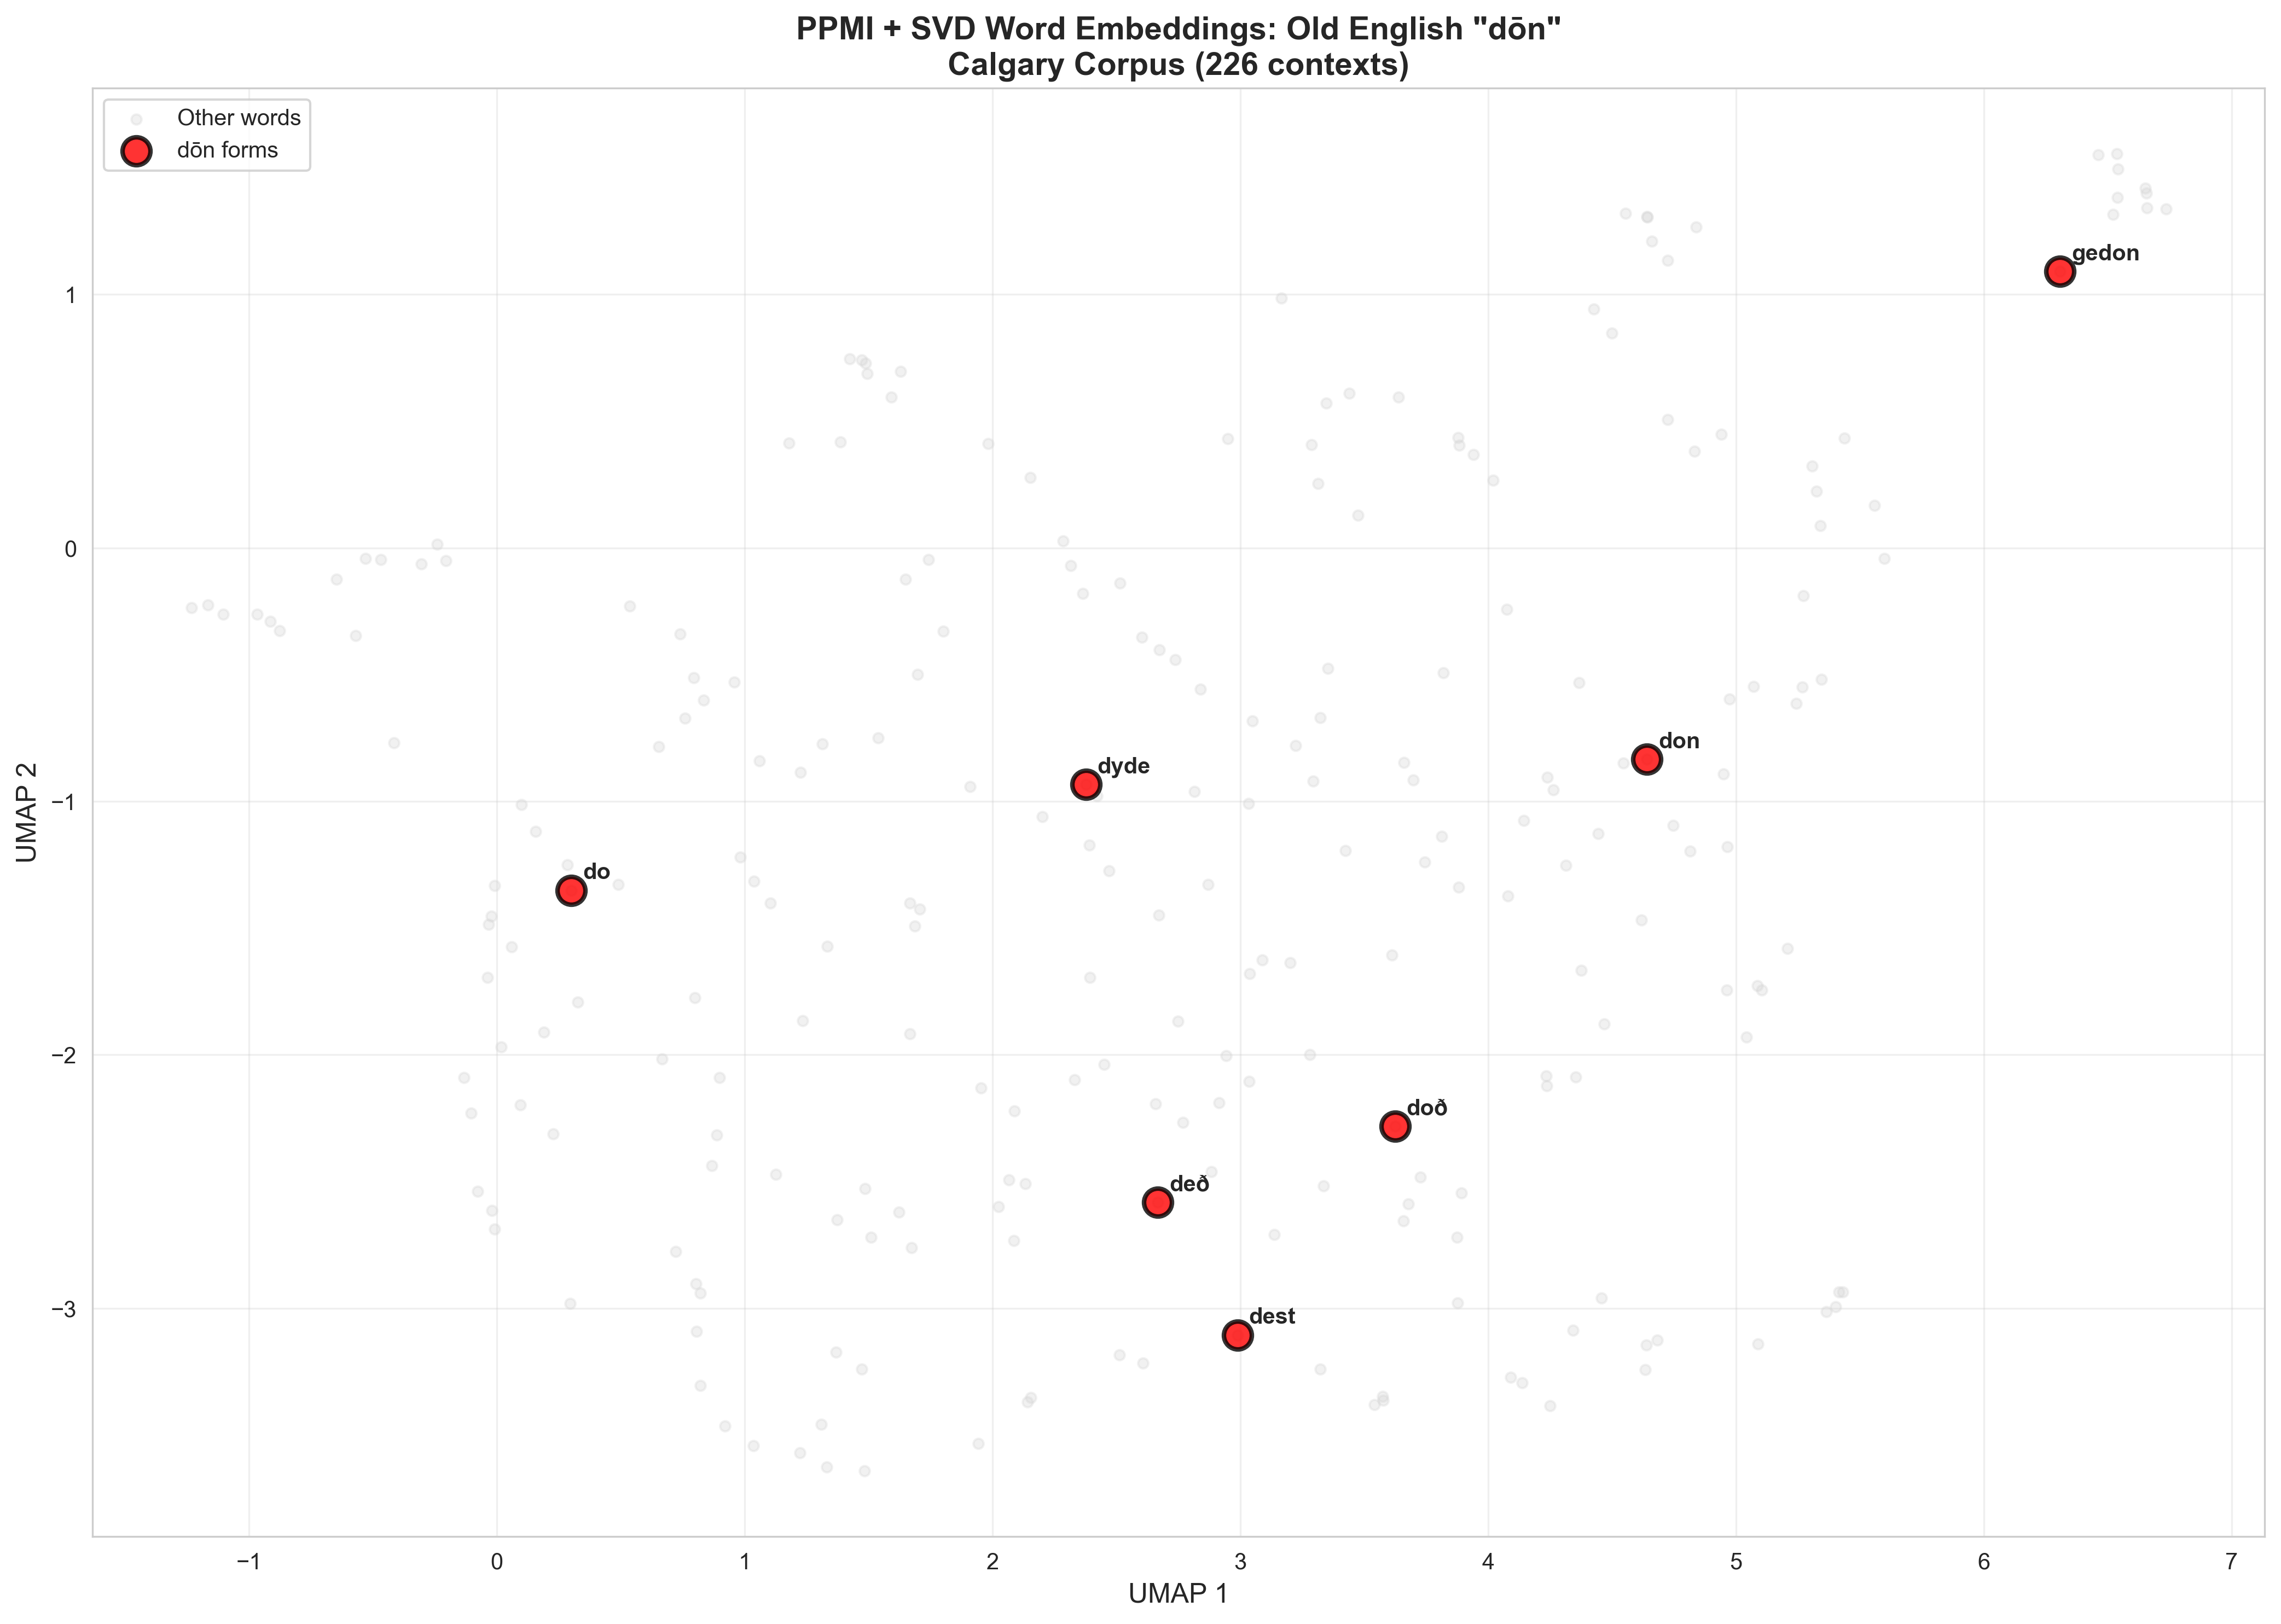 PPMI + SVD Word Embeddings: Old English "dōn"
Calgary Corpus (226 contexts)
Other words
dōn forms
gedon
don
dyde
do
doð
deð
dest
1
0
−1
−2
−3
UMAP 2
−1
0
1
2
3
4
5
6
7
UMAP 1